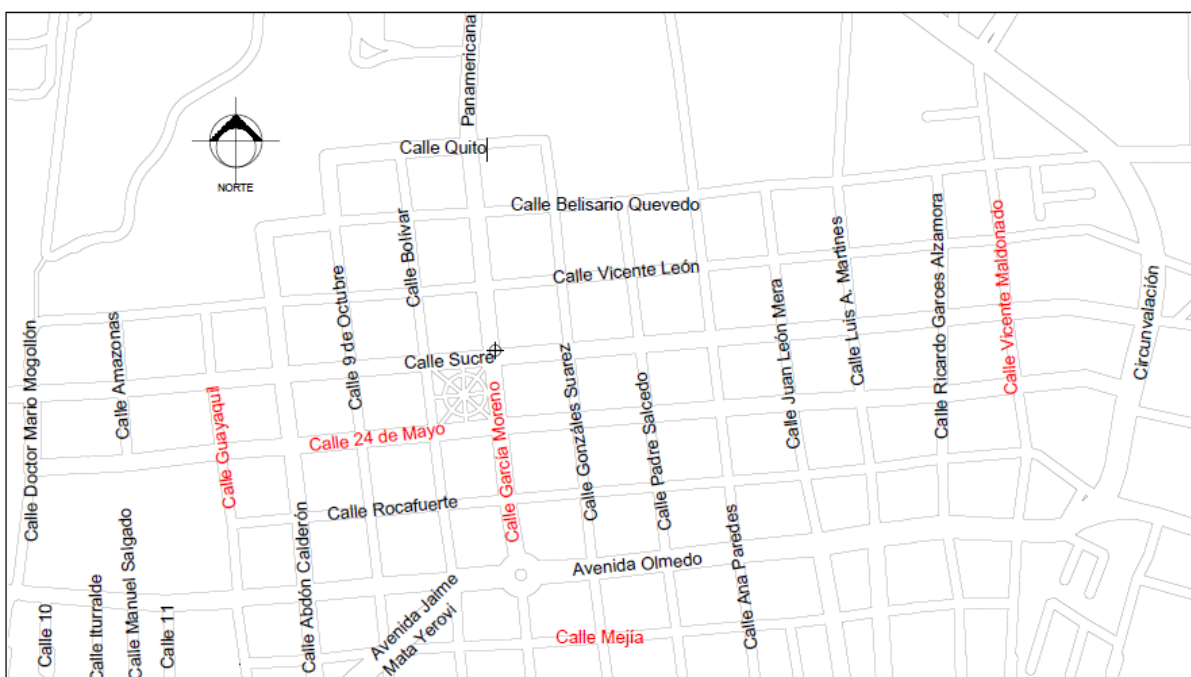 Panamericana
Calle Quito
NORTE
Calle Belisario Quevedo
Calle Bolívar
Calle Vicente León
Calle 9 de Octubre
Calle Luis A. Martines
Calle Ricardo Garoes Alzamora
Calle Vicente Maldonado
Circunvalación
Calle Doctor Mario Mogollón
Calle Amazonas
Calle Sucre
Calle Juan León Mera
Calle Gonzáles Suarez
Calle Padre Salcedo
Calle Guayaquil
Calle 24 de Mayo
Calle García Moreno
Calle Rocafuerte
Calle Abdón Calderón
Calle Manuel Salgado
Calle Ana Paredes
Avenida Olmedo
Calle 10
Calle Iturralde
Calle 11
Avenida Jaime
Mata Yerovi
Calle Mejía